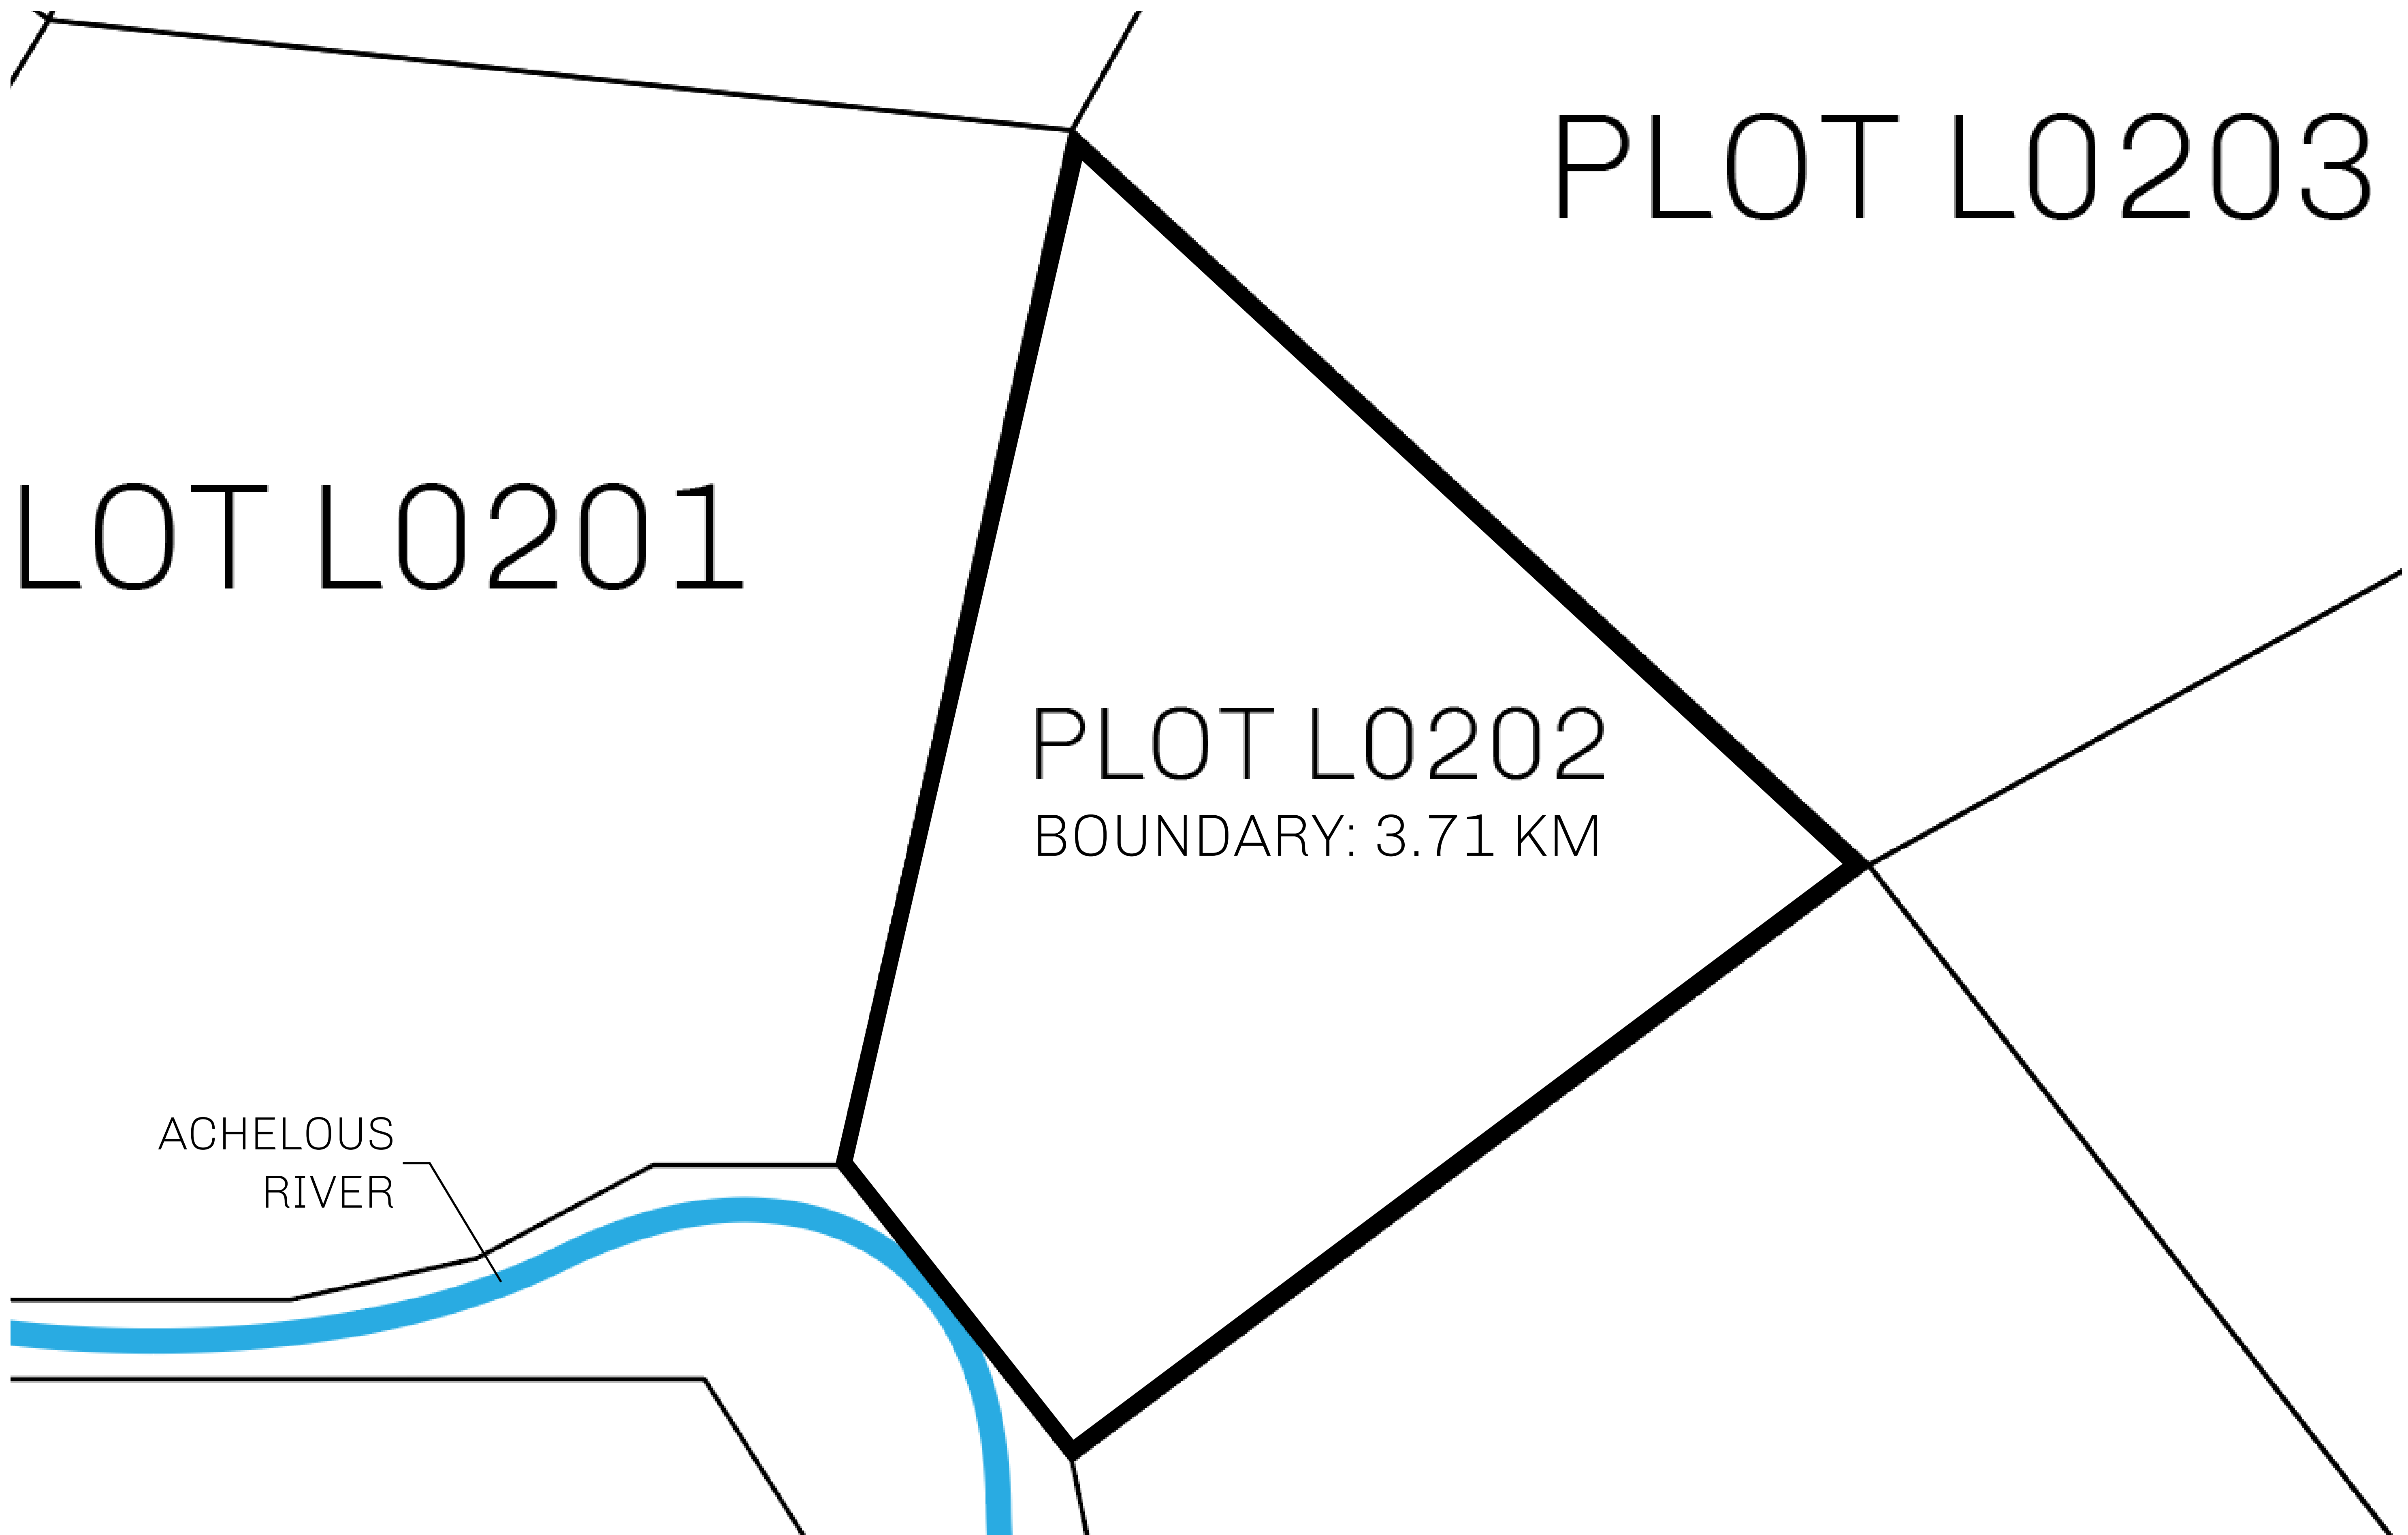 PLOT L0203
LOT L0201
PLOT L0202
BOUNDARY: 3.71 KM
ACHELOUS
RIVER